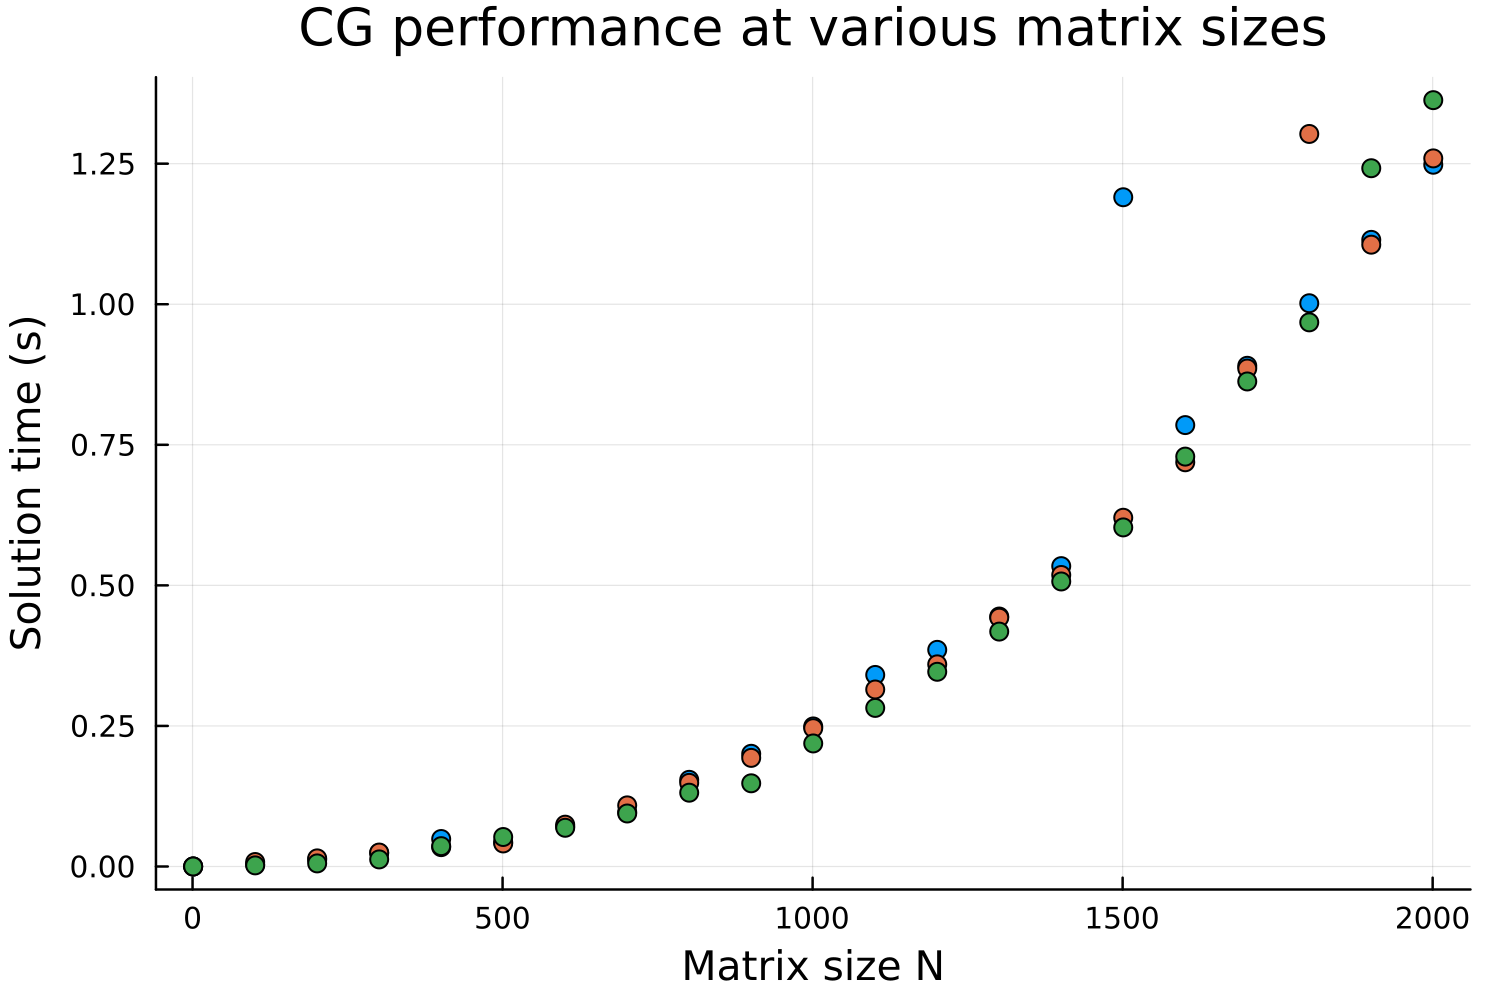 CG performance at various matrix sizes
Solution time (s)
1.25
1.00
0.75
0.50
0.25
0.00
0 500 1000 1500 2000
Matrix size N